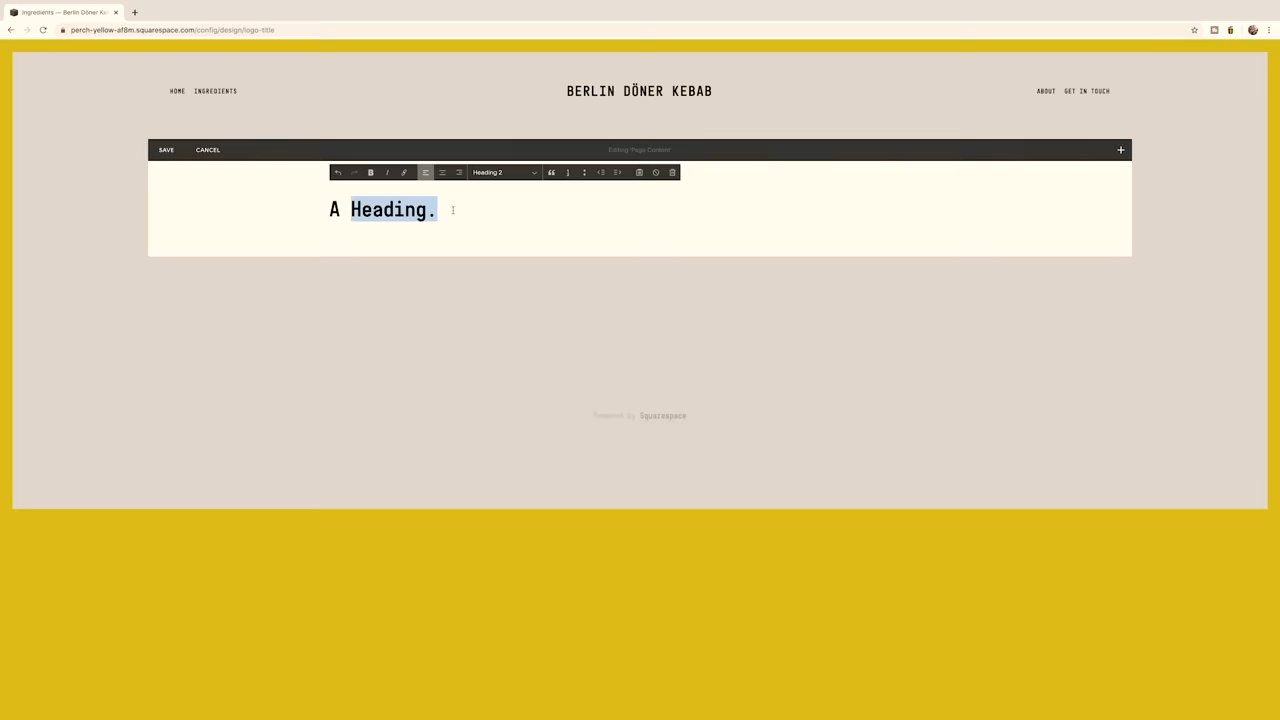 Ingredients — Berlin Döner Ke
perch-yellow-af8m.squarespace.com/config/design/logo-title
HOME INGREDIENTS
BERLIN DÖNER KEBAB
ABOUT GET IN TOUCH
SAVE CANCEL
Editing 'Page Content'
Heading 2
A Heading.
Powered by Squarespace